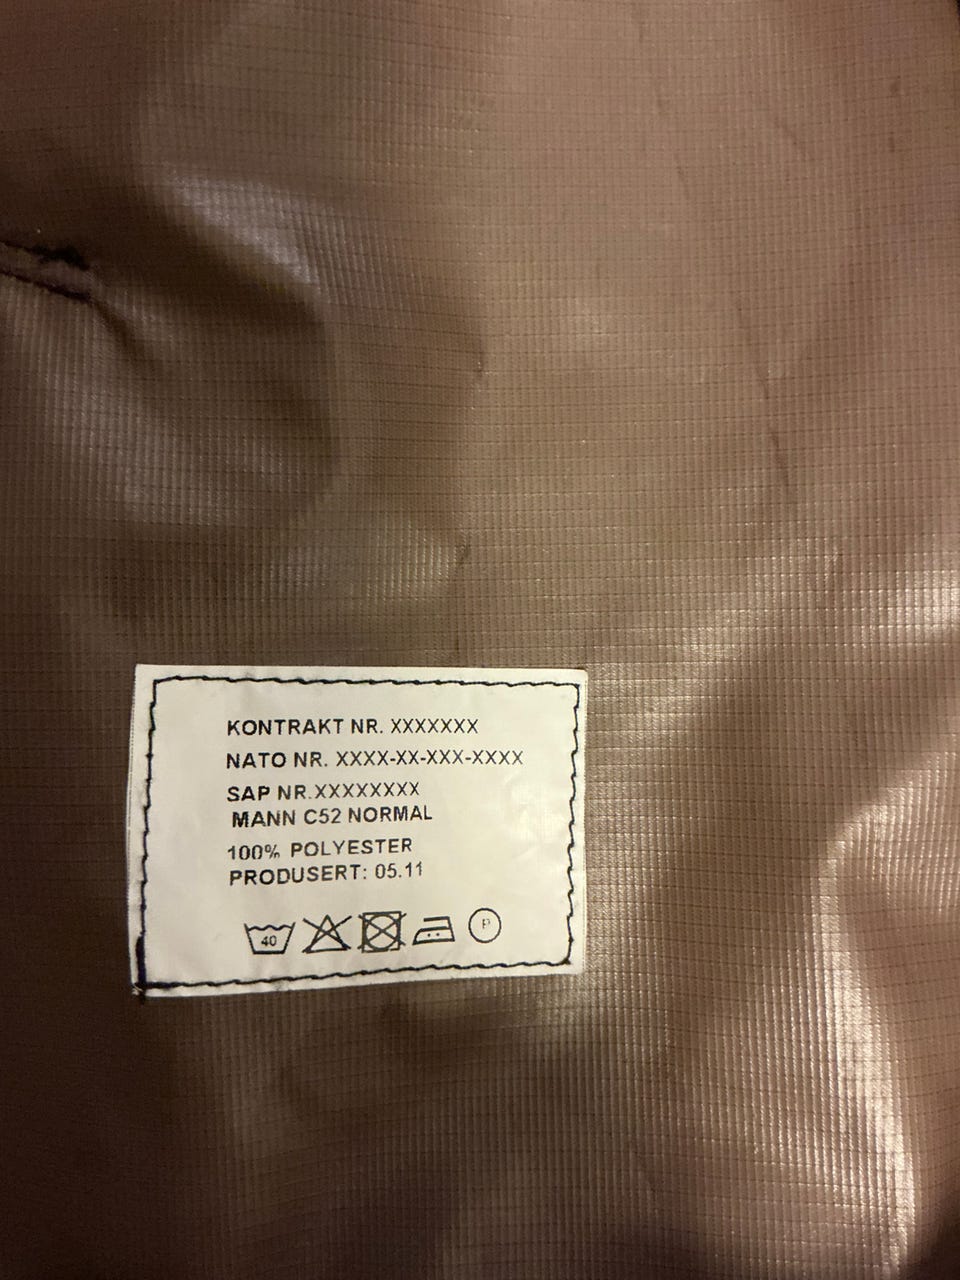 KONTRAKT NR. XXXXXXX
NATO NR. XXXX-XX-XXX-XXXX
SAP NR.XXXXXXXX
MANN C52 NORMAL
100% POLYESTER
PRODUSERT: 05.11
40 P